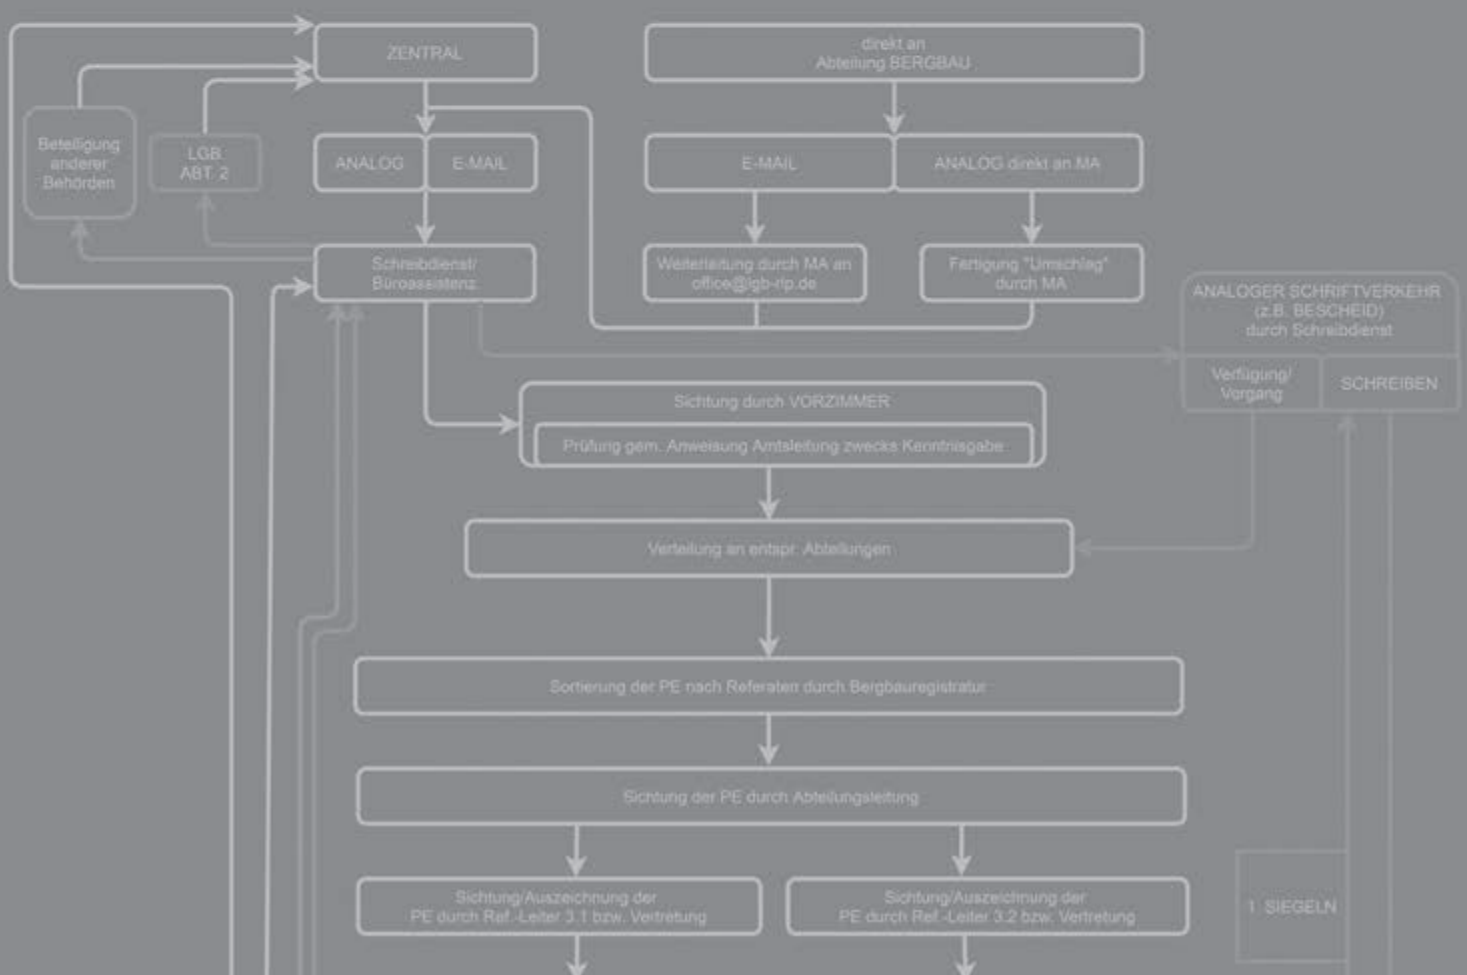 ZENTRAL
direkt an
Abteilung BERGBAU
Beteiligung
anderer
Behörden
LGB.
ABT. 2
ANALOG
E-MAIL
E-MAIL
ANALOG direkt an MA
Schreibdienst/
Büroassistenz
Weiterleitung durch MA an
office@lgb-rlp.de
Fertigung "Umschlag"
durch MA
ANALOGER SCHRIFTVERKEHR
(z.B. BESCHEID)
durch Schreibdienst
Verfügung/
Vorgang
SCHREIBEN
Sichtung durch VORZIMMER
Prüfung gem. Anweisung Amtsleitung zwecks Kenntnisgabe
Verteilung an entspr. Abteilungen
Sortierung der PE nach Referaten durch Bergbauregistratur
Sichtung der PE durch Abteilungsleitung
Sichtung/Auszeichnung der
PE durch Ref.-Leiter 3.1 bzw. Vertretung
Sichtung/Auszeichnung der
PE durch Ref.-Leiter 3.2 bzw. Vertretung
1. SIEGELN